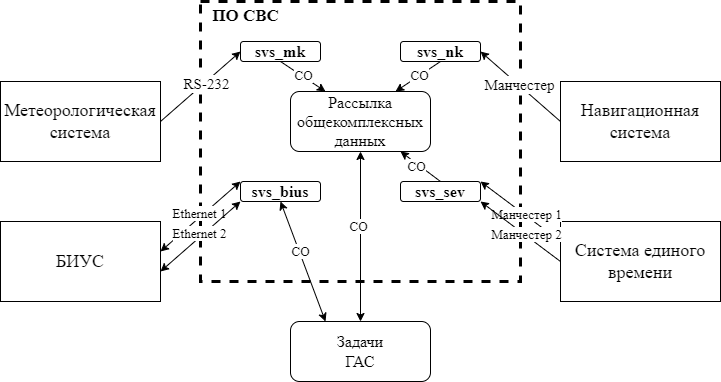 ПО СВС
svs_mk
svs_nk
СО
СО
RS-232
Манчестер
Метеорологическая
система
Рассылка
общекомплексных
данных
Навигационная
система
СО
svs_bius
svs_sev
Ethernet 1
Ethernet 2
Манчестер 1
Манчестер 2
СО
СО
БИУС
Система единого
времени
Задачи
ГАС